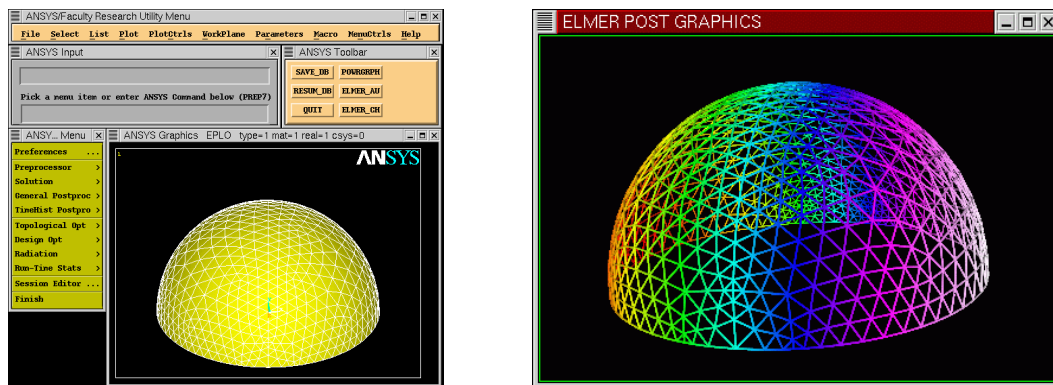 ANSYS/Faculty Research Utility Menu
File Select List Plot PlotCtrls WorkPlane Parameters Macro MenuCtrls Help
ANSYS Input
Pick a menu item or enter ANSYS Command below (PREP7)
ANSYS Toolbar
SAVE_DB POWRGRPH
RESUM_DB ELMER_AU
QUIT ELMER_CH
ANSY... Menu
Preferences ...
Preprocessor >
Solution >
General Postproc >
TimeHist Postpro >
Topological Opt >
Design Opt >
Radiation >
Run-Time Stats >
Session Editor ...
Finish
ANSYS Graphics EPLO type=1 mat=1 real=1 csys=0
1
ANSYS
ELMER POST GRAPHICS